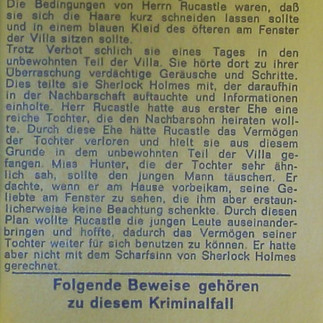 Die Bedingungen von Herrn Rucastle waren, daß
sie sich die Haare kurz schneiden lassen sollte
und in einem blauen Kleid des öfteren am Fenster
der Villa sitzen sollte.
Trotz Verbot schlich sie eines Tages in den
unbewohnten Teil der Villa. Sie hörte dort zu ihrer
Überraschung verdächtige Geräusche und Schritte.
Dies teilte sie Sherlock Holmes mit, der daraufhin
in der Nachbarschaft auftauchte und Informationen
einholte. Herr Rucastle hatte aus erster Ehe eine
reiche Tochter, die den Nachbarsohn heiraten woll-
te. Durch diese Ehe hätte Rucastle das Vermögen
der Tochter verloren und hielt sie aus diesem
Grunde in dem unbewohnten Teil der Villa ge-
fangen. Miss Hunter, die der Tochter sehr ähn-
lich sah, sollte den jungen Mann täuschen. Er
dachte, wenn er am Hause vorbeikam, seine Ge-
liebte am Fenster zu sehen, die ihm aber erstaun-
licherweise keine Beachtung schenkte. Durch diesen
Plan wollte Rucastle die jungen Leute auseinander-
bringen und hoffte, dadurch das Vermögen seiner
Tochter weiter für sich benutzen zu können. Er hatte
aber nicht mit dem Scharfsinn von Sherlock Holmes
gerechnet.
Folgende Beweise gehören
zu diesem Kriminalfall